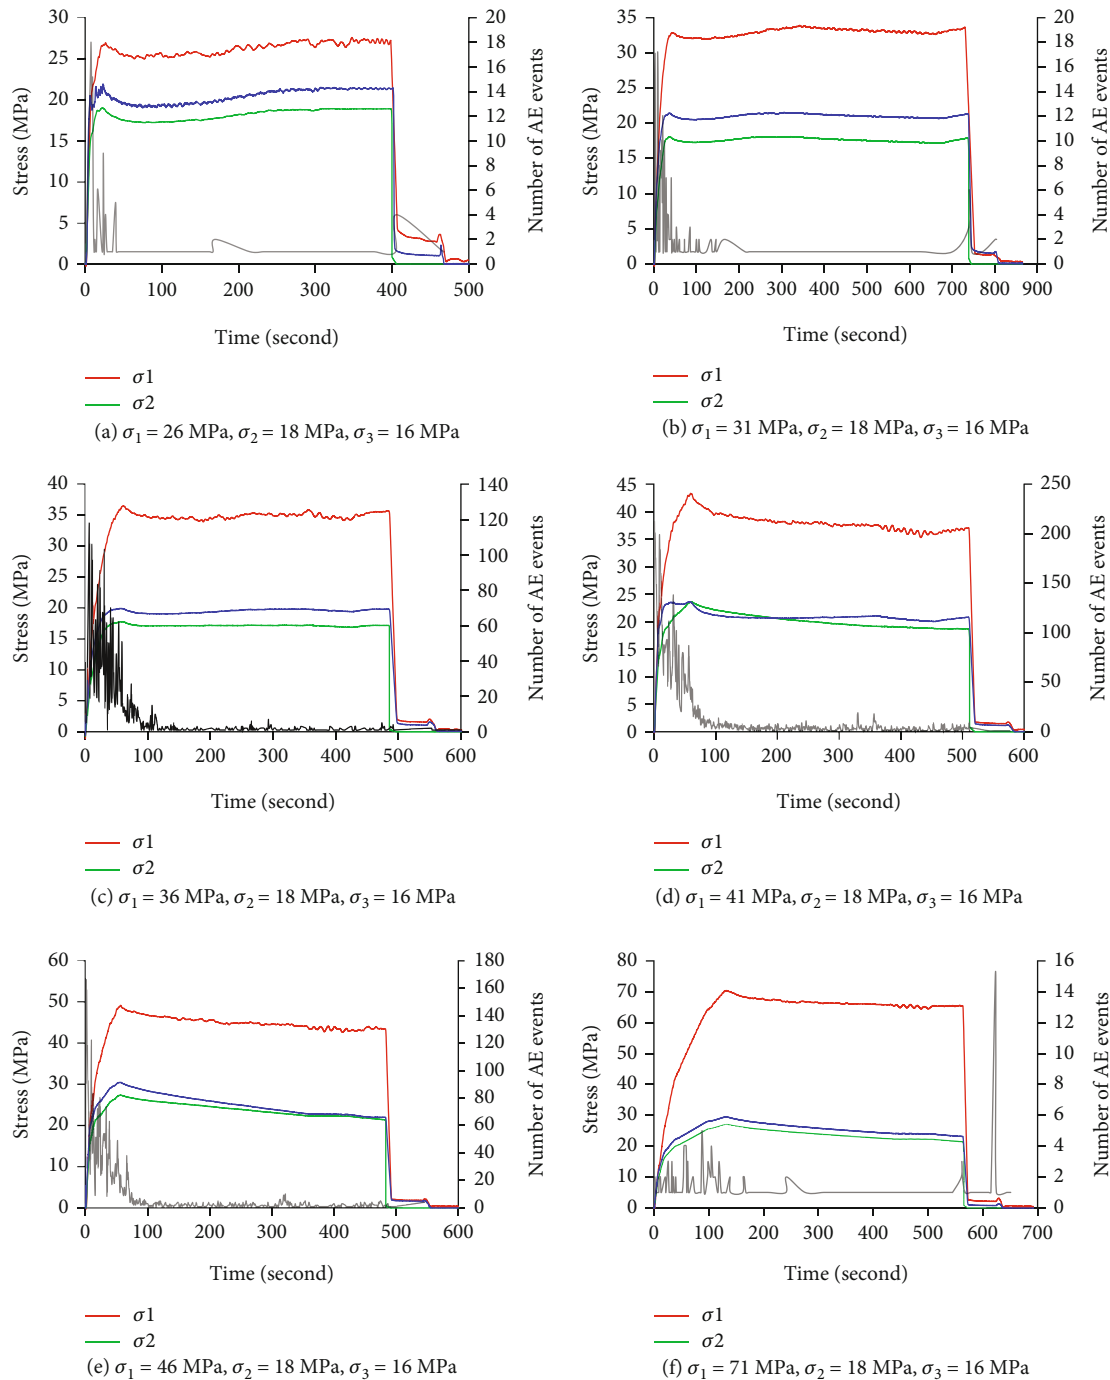 30
25
20
15
10
5
0
Stress (MPa)
20
18
16
14
12
10
8
6
4
2
0
Number of AE events
0 100 200 300 400 500
Time (second)
σ1
σ2
(a) σ1 = 26 MPa, σ2 = 18 MPa, σ3 = 16 MPa
35
30
25
20
15
10
5
0
Stress (MPa)
20
18
16
14
12
10
8
6
4
2
0
Number of AE events
0 100 200 300 400 500 600 700 800 900
Time (second)
σ1
σ2
(b) σ1 = 31 MPa, σ2 = 18 MPa, σ3 = 16 MPa
40
35
30
25
20
15
10
5
0
Stress (MPa)
140
120
100
80
60
40
20
0
Number of AE events
0 100 200 300 400 500 600
Time (second)
σ1
σ2
(c) σ1 = 36 MPa, σ2 = 18 MPa, σ3 = 16 MPa
45
40
35
30
25
20
15
10
5
0
Stress (MPa)
250
200
150
100
50
0
Number of AE events
0 100 200 300 400 500 600
Time (second)
σ1
σ2
(d) σ1 = 41 MPa, σ2 = 18 MPa, σ3 = 16 MPa
60
50
40
30
20
10
0
Stress (MPa)
180
160
140
120
100
80
60
40
20
0
Number of AE events
0 100 200 300 400 500 600
Time (second)
σ1
σ2
(e) σ1 = 46 MPa, σ2 = 18 MPa, σ3 = 16 MPa
80
70
60
50
40
30
20
10
0
Stress (MPa)
16
14
12
10
8
6
4
2
0
Number of AE events
0 100 200 300 400 500 600 700
Time (second)
σ1
σ2
(f) σ1 = 71 MPa, σ2 = 18 MPa, σ3 = 16 MPa